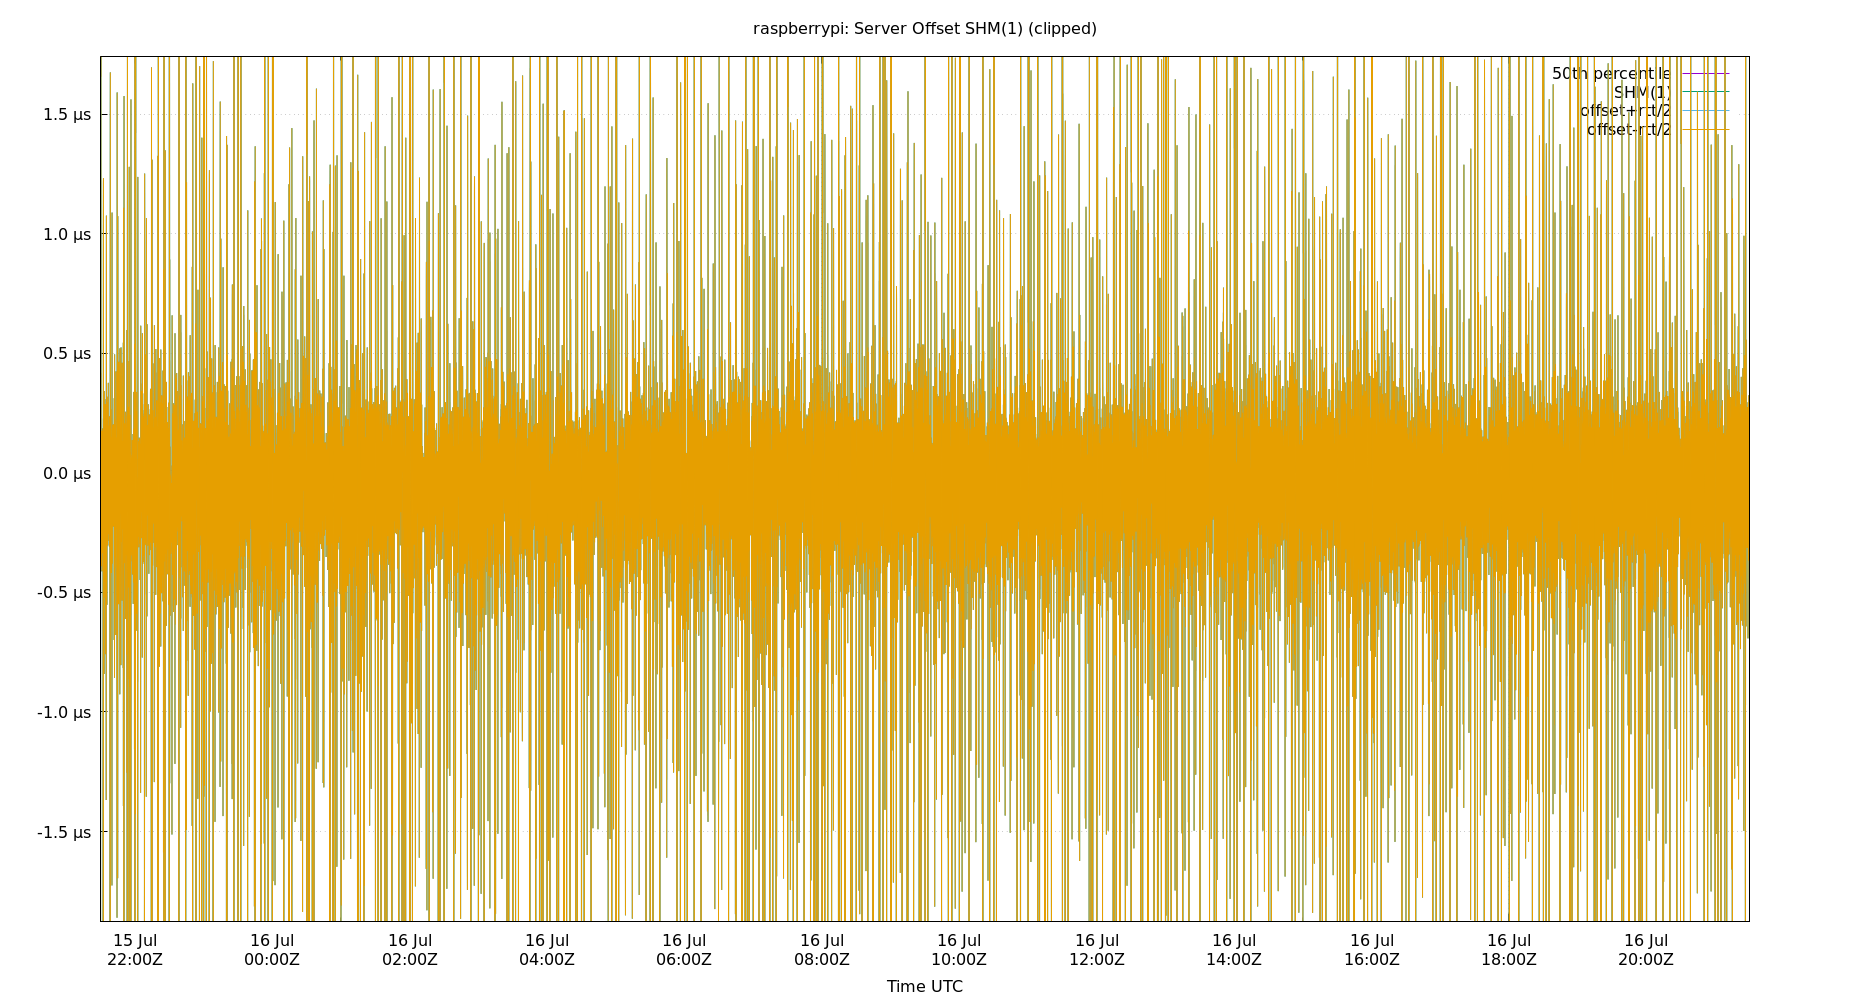 raspberrypi: Server Offset SHM(1) (clipped)
50th percentile
SHM(1)
offset+rtt/2
offset-rtt/2
1.5 µs
1.0 µs
0.5 µs
0.0 µs
-0.5 µs
-1.0 µs
-1.5 µs
15 Jul 16 Jul 16 Jul 16 Jul 16 Jul 16 Jul 16 Jul 16 Jul 16 Jul 16 Jul 16 Jul 16 Jul
22:00Z 00:00Z 02:00Z 04:00Z 06:00Z 08:00Z 10:00Z 12:00Z 14:00Z 16:00Z 18:00Z 20:00Z
Time UTC